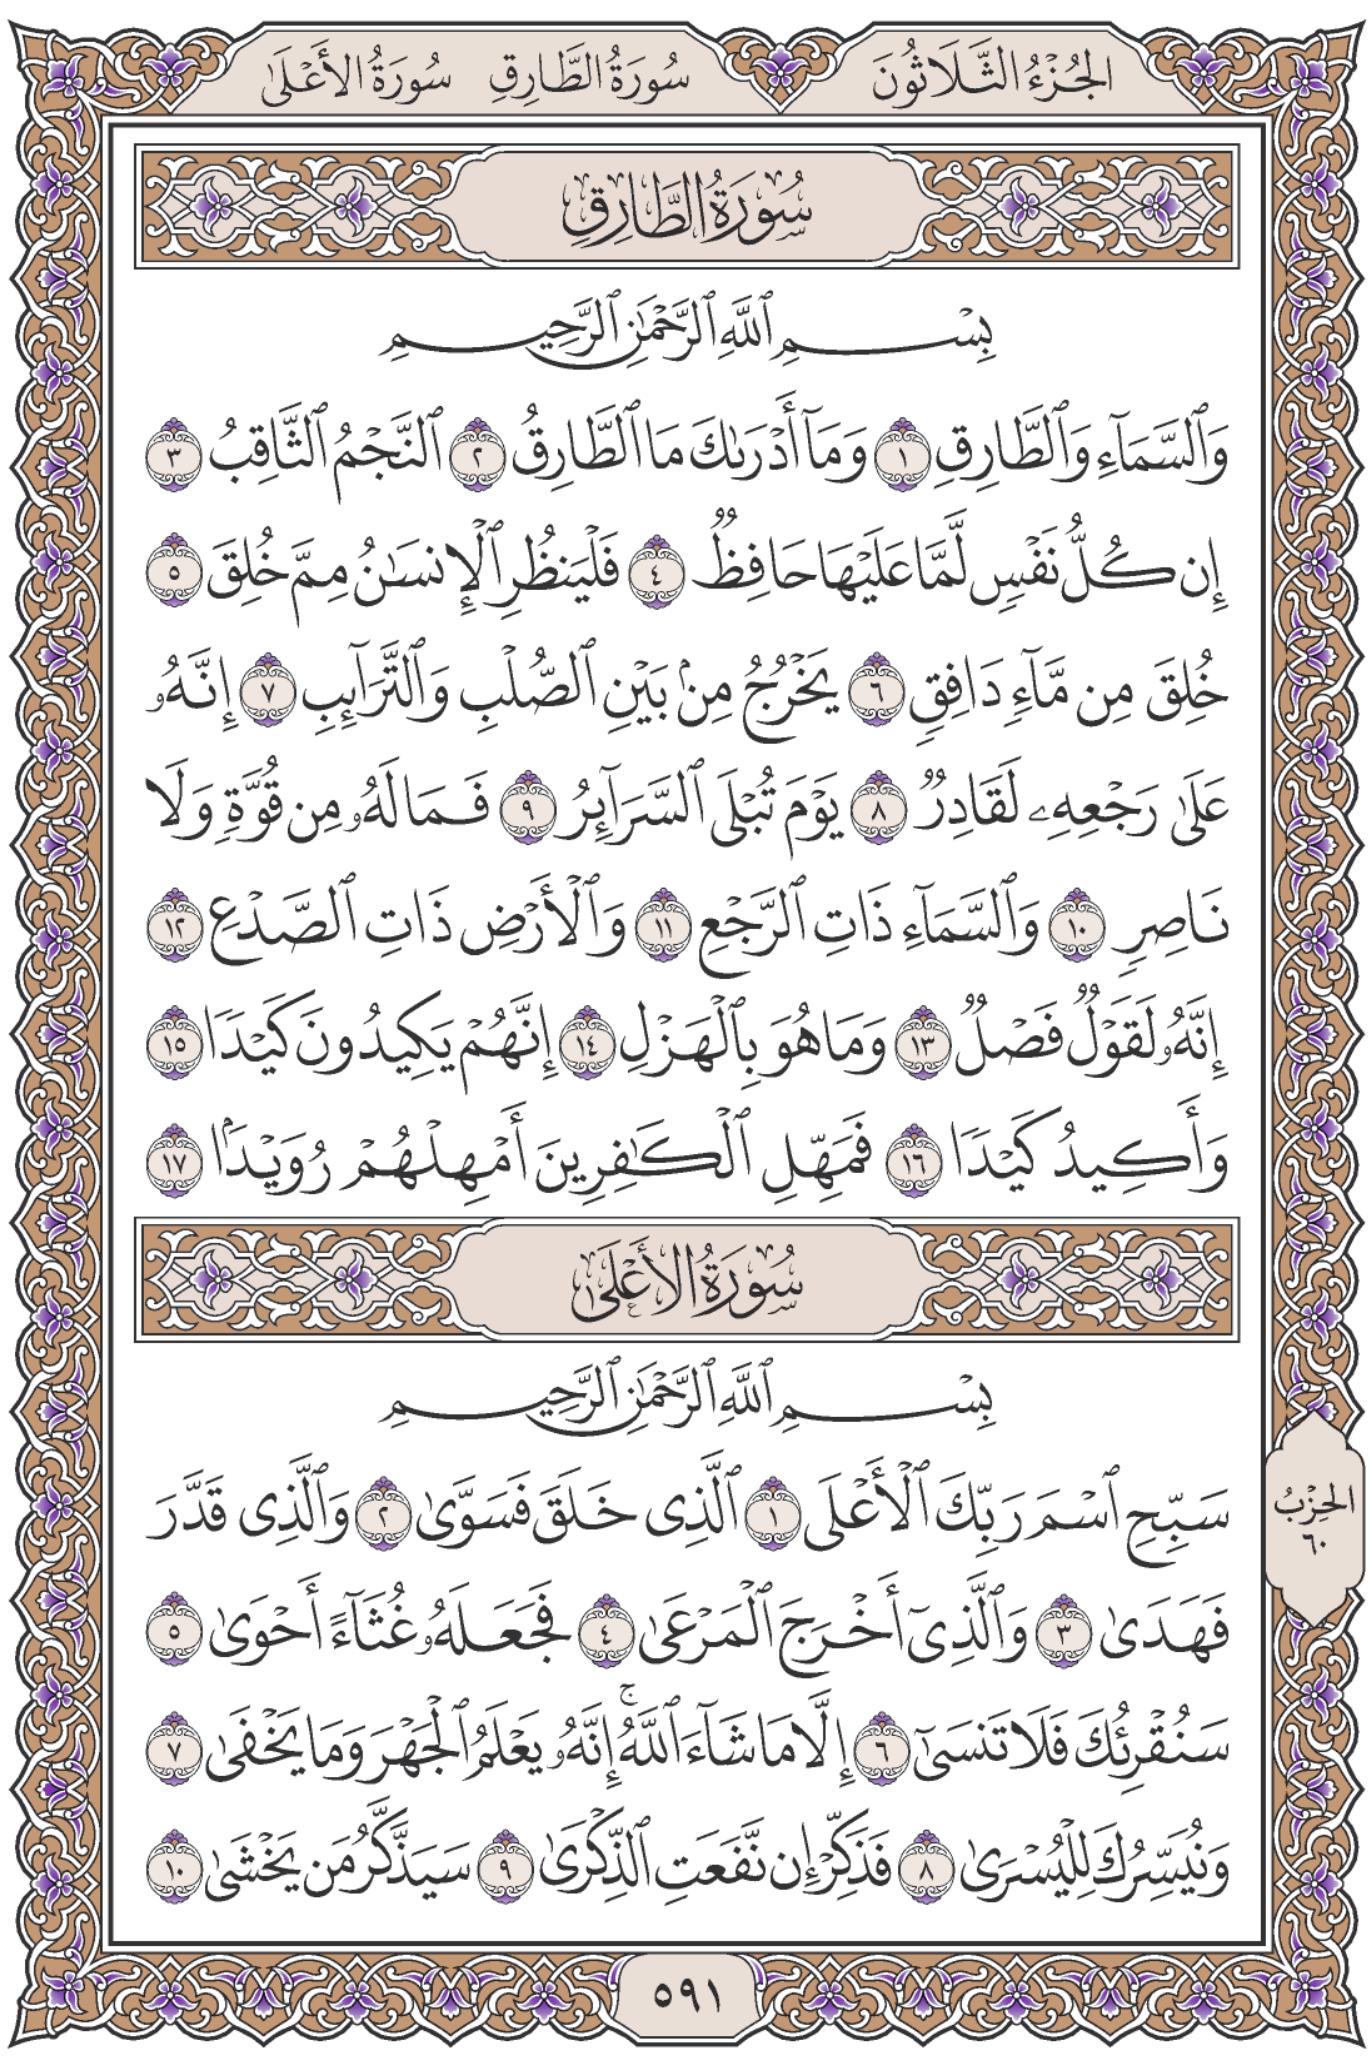 الجُزْءُ الثَّلَاثُونَ سُورَةُ الطَّارِقِ سُورَةُ الأَعْلَى
سُورَةُ الطَّارِقِ
بِسْمِ ٱللَّهِ ٱلرَّحْمَٰنِ ٱلرَّحِيمِ
وَٱلسَّمَآءِ وَٱلطَّارِقِ ١ وَمَآ أَدْرَىٰكَ مَا ٱلطَّارِقُ ٢ ٱلنَّجْمُ ٱلثَّاقِبُ ٣
إِن كُلُّ نَفْسٍ لَّمَّا عَلَيْهَا حَافِظٌ ٤ فَلْيَنظُرِ ٱلْإِنسَٰنُ مِمَّ خُلِقَ ٥
خُلِقَ مِن مَّآءٍ دَافِقٍ ٦ يَخْرُجُ مِنۢ بَيْنِ ٱلصُّلْبِ وَٱلتَّرَآئِبِ ٧ إِنَّهُۥ
عَلَىٰ رَجْعِهِۦ لَقَادِرٌ ٨ يَوْمَ تُبْلَى ٱلسَّرَآئِرُ ٩ فَمَا لَهُۥ مِن قُوَّةٍ وَلَا
نَاصِرٍ ١٠ وَٱلسَّمَآءِ ذَاتِ ٱلرَّجْعِ ١١ وَٱلْأَرْضِ ذَاتِ ٱلصَّدْعِ ١٢
إِنَّهُۥ لَقَوْلٌ فَصْلٌ ١٣ وَمَا هُوَ بِٱلْهَزْلِ ١٤ إِنَّهُمْ يَكِيدُونَ كَيْدًا ١٥
وَأَكِيدُ كَيْدًا ١٦ فَمَهِّلِ ٱلْكَٰفِرِينَ أَمْهِلْهُمْ رُوَيْدًۢا ١٧
سُورَةُ الأَعْلَى
بِسْمِ ٱللَّهِ ٱلرَّحْمَٰنِ ٱلرَّحِيمِ
سَبِّحِ ٱسْمَ رَبِّكَ ٱلْأَعْلَى ١ ٱلَّذِى خَلَقَ فَسَوَّىٰ ٢ وَٱلَّذِى قَدَّرَ
فَهَدَىٰ ٣ وَٱلَّذِىٓ أَخْرَجَ ٱلْمَرْعَىٰ ٤ فَجَعَلَهُۥ غُثَآءً أَحْوَىٰ ٥
سَنُقْرِئُكَ فَلَا تَنسَىٰٓ ٦ إِلَّا مَا شَآءَ ٱللَّهُۚ إِنَّهُۥ يَعْلَمُ ٱلْجَهْرَ وَمَا يَخْفَىٰ ٧
وَنُيَسِّرُكَ لِلْيُسْرَىٰ ٨ فَذَكِّرْ إِن نَّفَعَتِ ٱلذِّكْرَىٰ ٩ سَيَذَّكَّرُ مَن يَخْشَىٰ ١٠
الحِزْبُ
٦٠
٥٩١